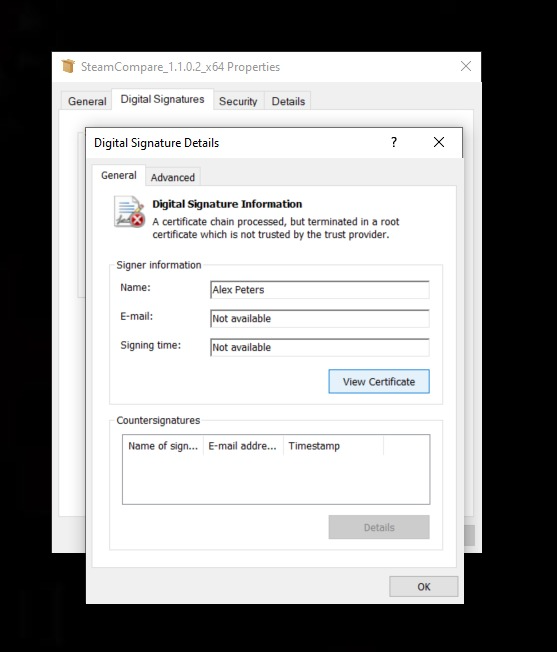 SteamCompare_1.1.0.2_x64 Properties
General Digital Signatures Security Details
Digital Signature Details ?
General Advanced
Digital Signature Information
A certificate chain processed, but terminated in a root
certificate which is not trusted by the trust provider.
Signer information
Name: Alex Peters
E-mail: Not available
Signing time: Not available
View Certificate
Countersignatures
Name of sign... E-mail addre... Timestamp
Details
OK